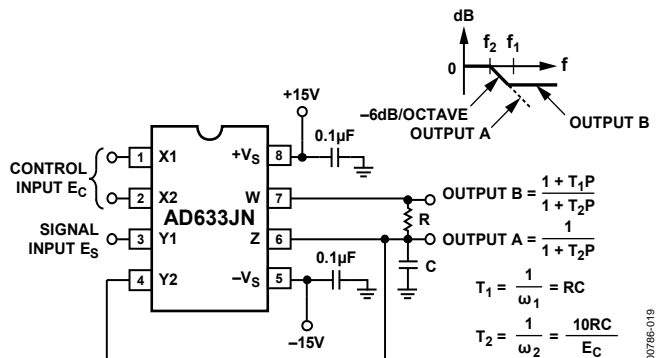 dB
f2 f1
0
f
–6dB/OCTAVE
OUTPUT A
OUTPUT B
+15V
0.1µF
CONTROL
INPUT EC
1 X1
+VS 8
2 X2
W 7
AD633JN
SIGNAL
INPUT ES
3 Y1
Z 6
4 Y2
–VS 5
R
C
0.1µF
–15V
OUTPUT B = 1 + T1P / 1 + T2P
OUTPUT A = 1 / 1 + T2P
T1 = 1 / ω1 = RC
T2 = 1 / ω2 = 10RC / EC
00786-019